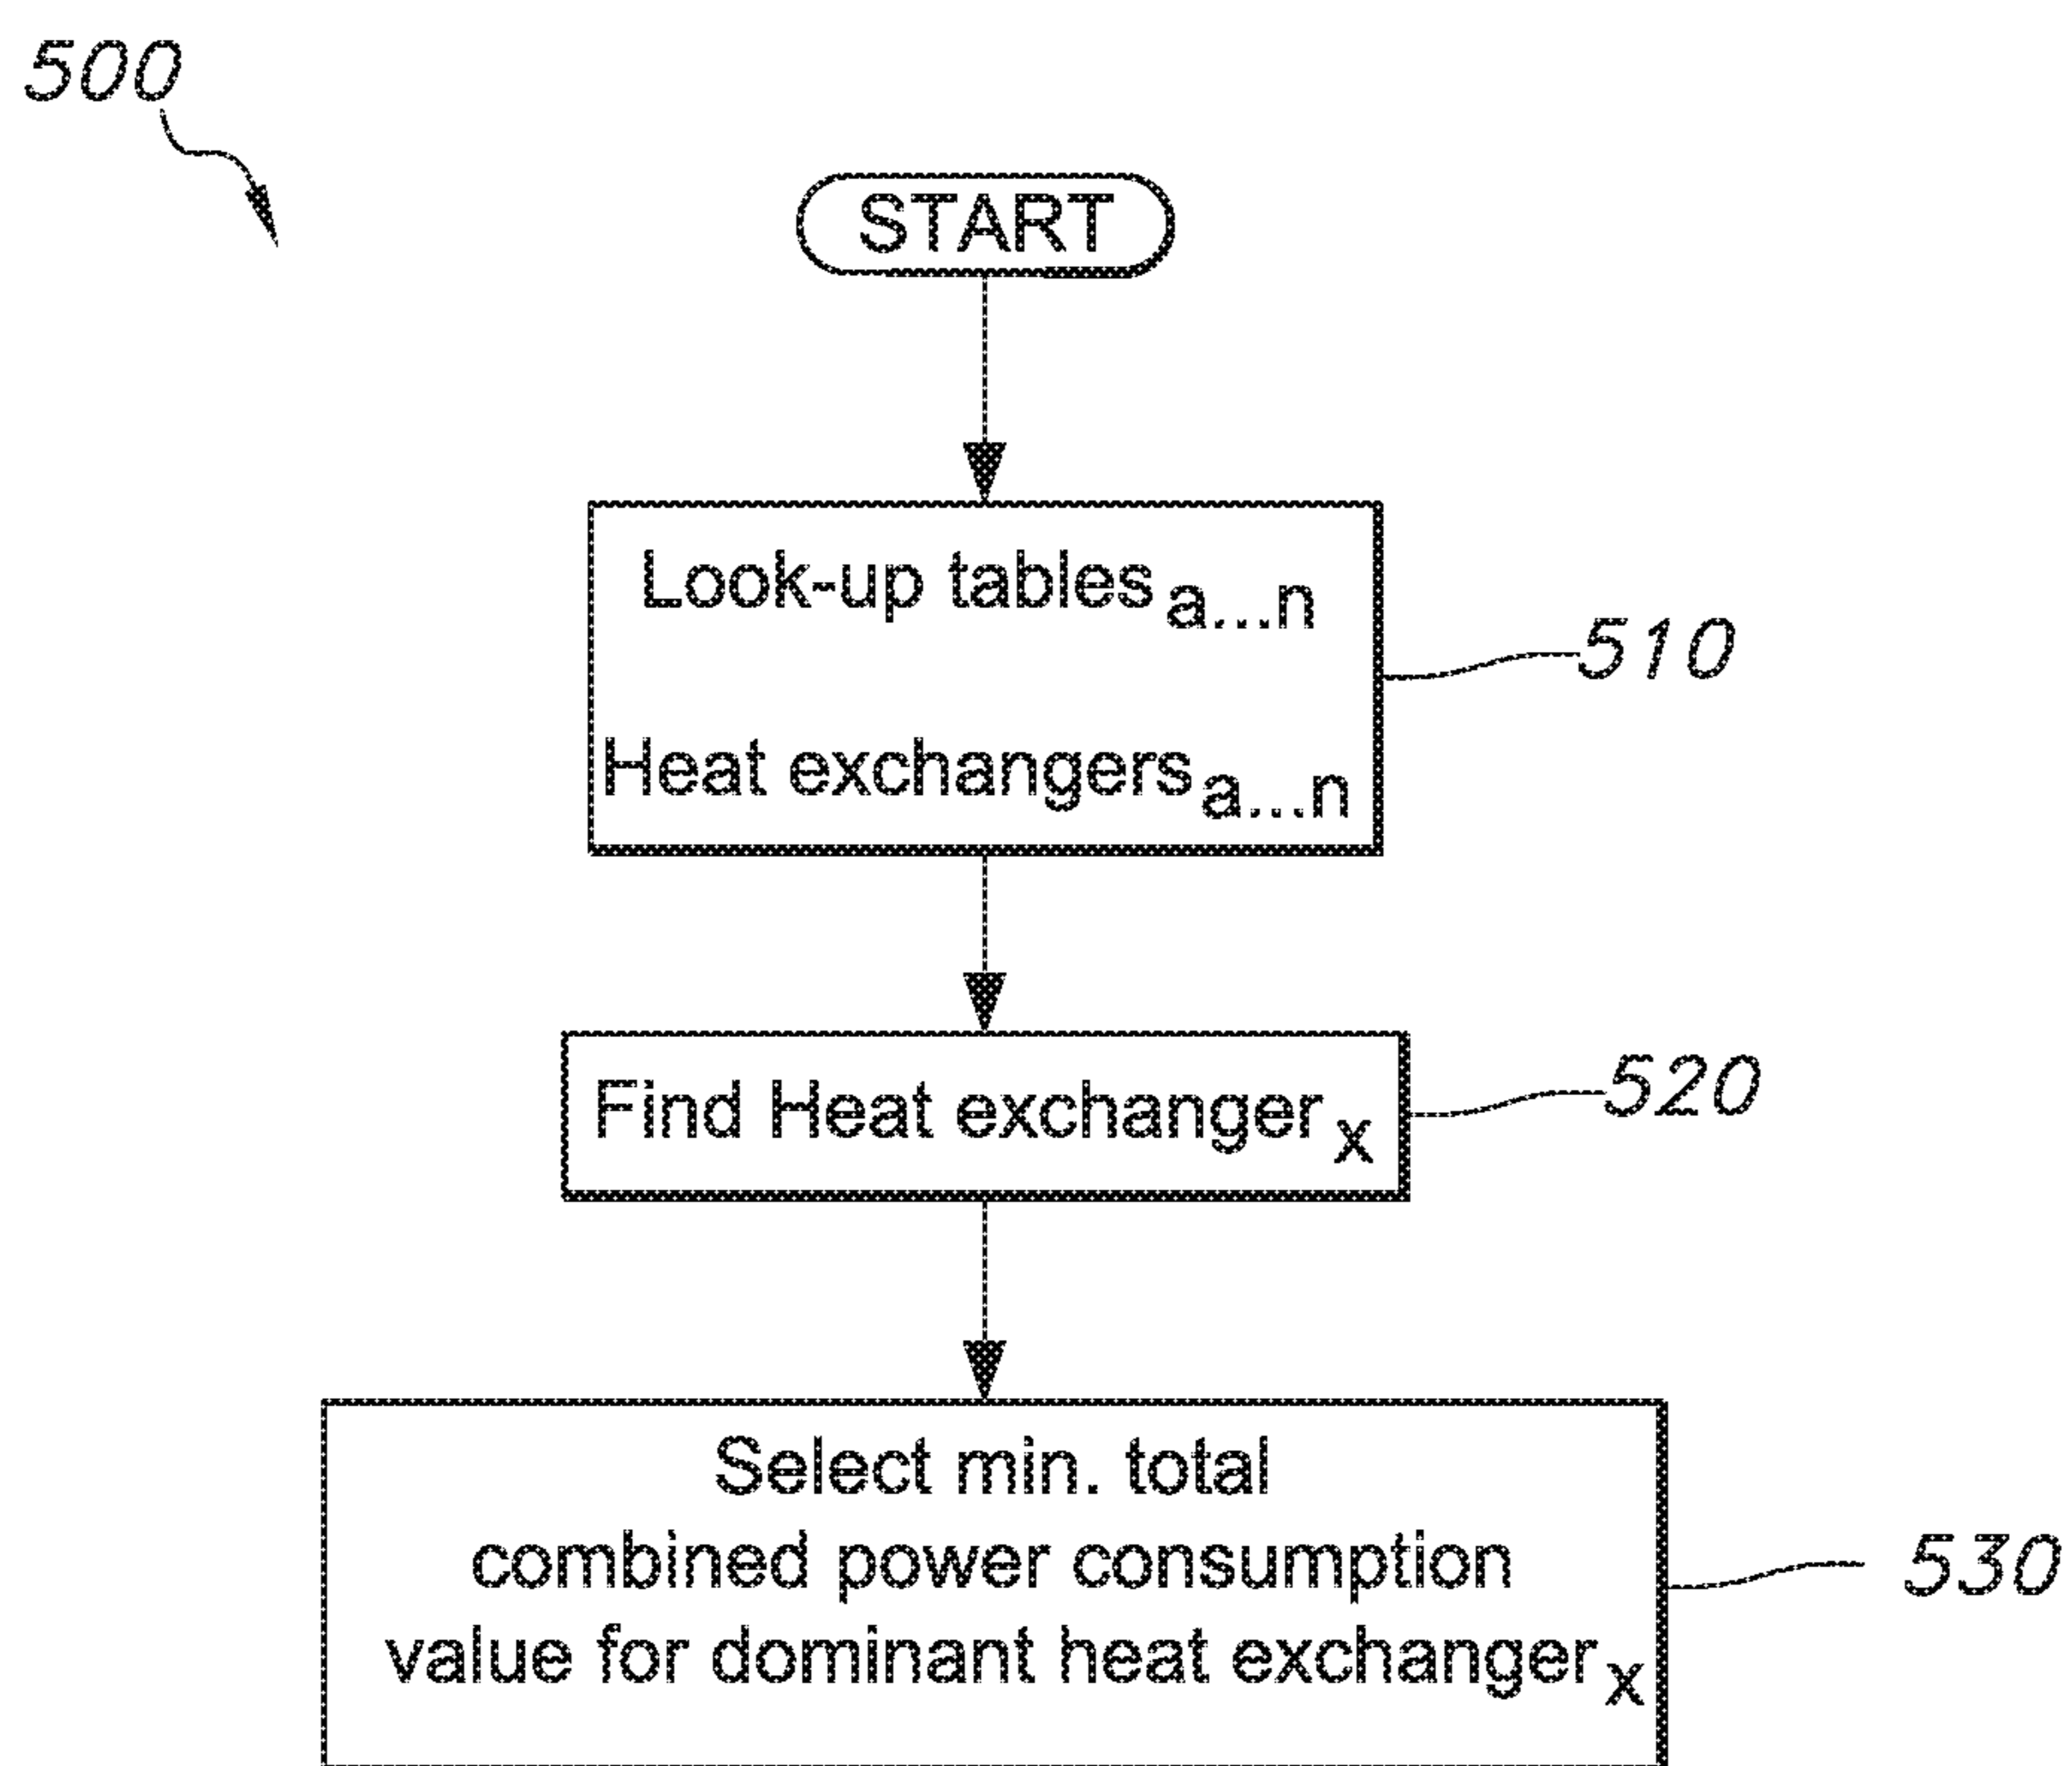 500
START
Look-up tables a...n
Heat exchangers a...n
510
Find Heat exchanger x
520
Select min. total
combined power consumption
value for dominant heat exchanger x
530